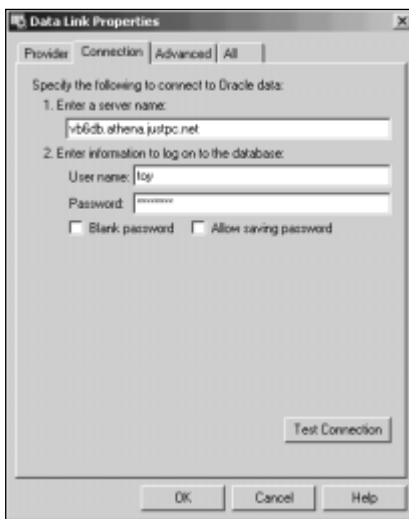 Data Link Properties
Provider Connection Advanced All
Specify the following to connect to Oracle data:
1. Enter a server name:
vb6db.athena.justpc.net
2. Enter information to log on to the database:
User name: toy
Password: ********
Blank password Allow saving password
Test Connection
OK Cancel Help